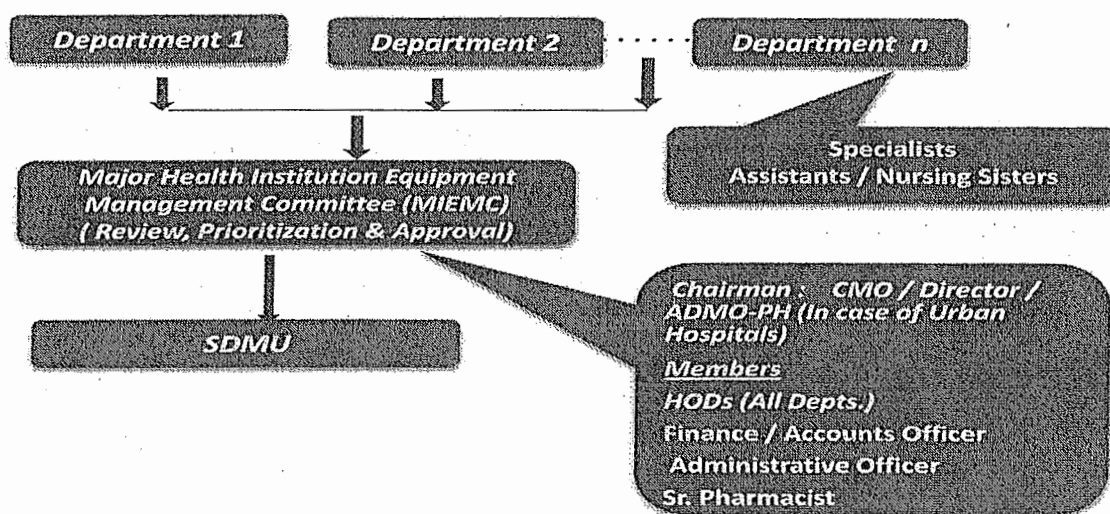 Department 1
Department 2
Department n
Specialists
Assistants / Nursing Sisters
Major Health Institution Equipment
Management Committee (MIEMC)
( Review, Prioritization & Approval)
SDMU
Chairman : CMO / Director /
ADMO-PH (In case of Urban
Hospitals)
Members
HODs (All Depts.)
Finance / Accounts Officer
Administrative Officer
Sr. Pharmacist